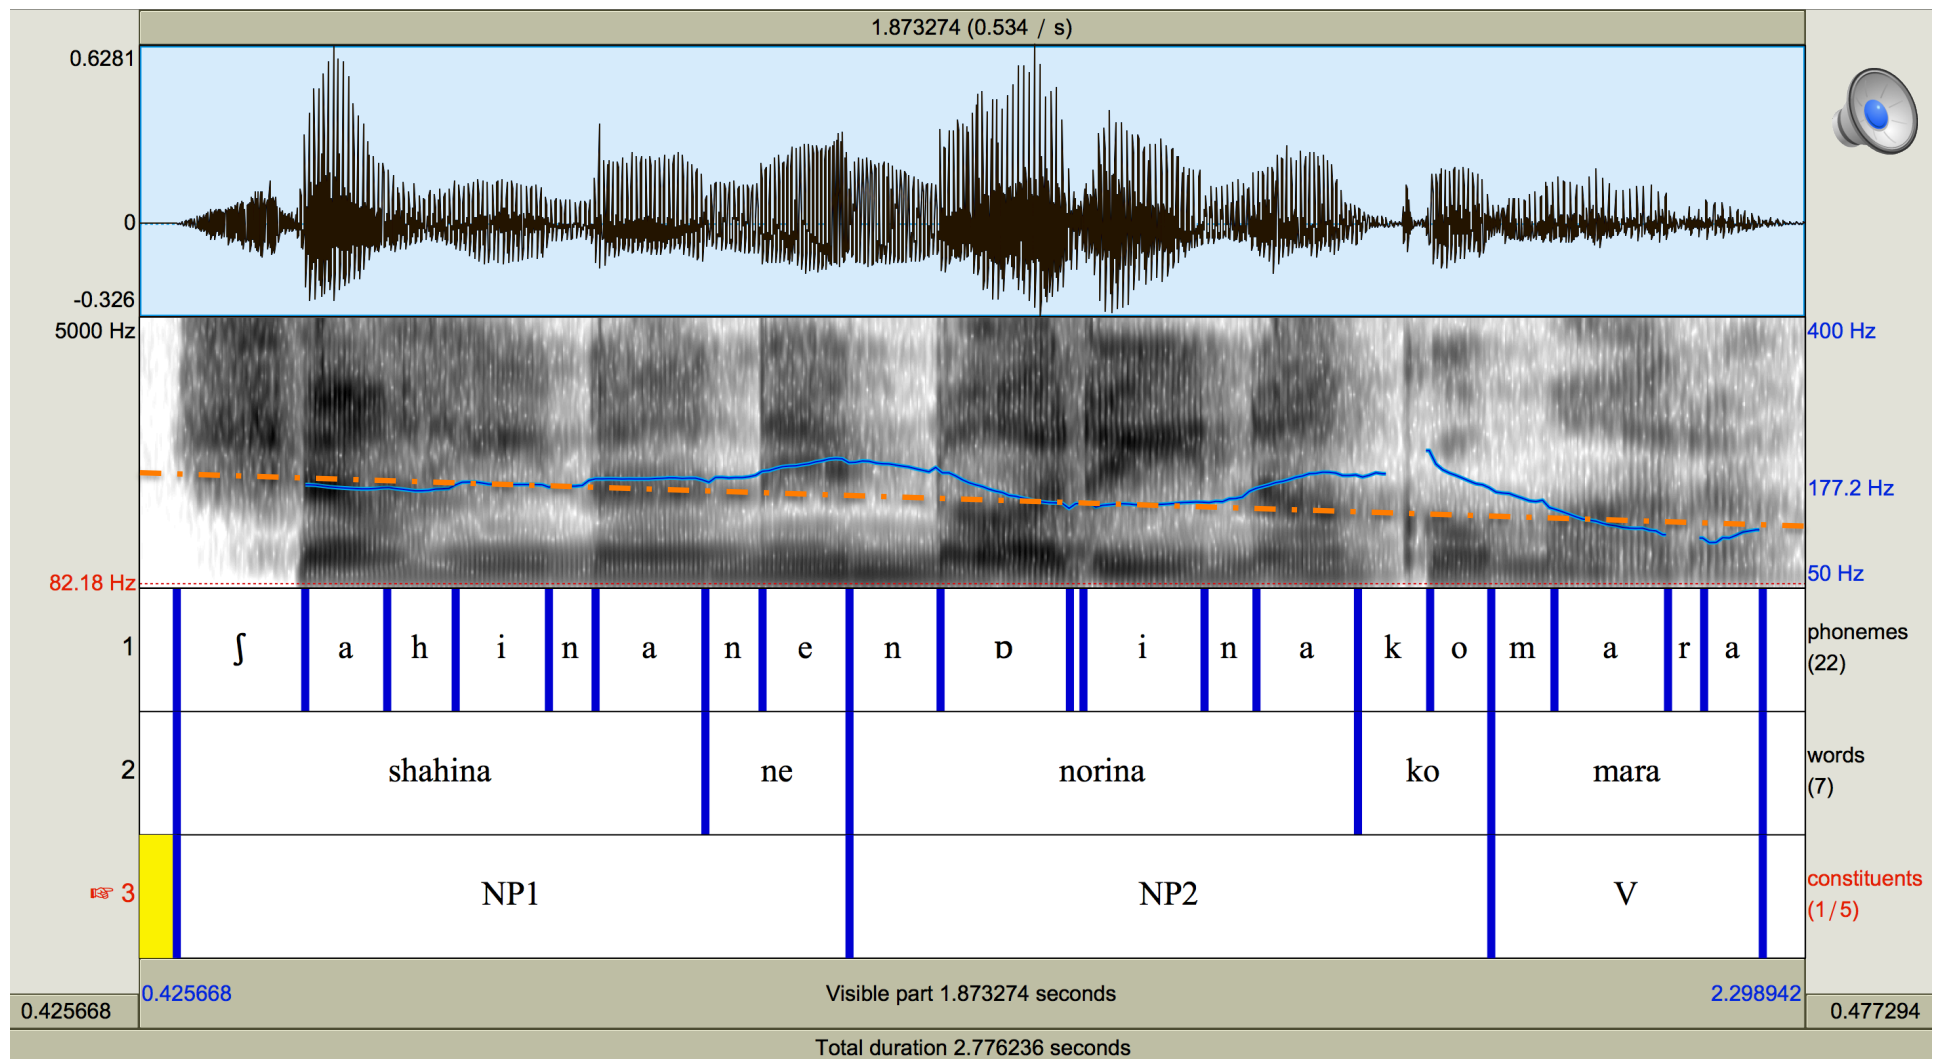 1.873274 (0.534 / s)
0.6281
0
-0.326
5000 Hz
400 Hz
177.2 Hz
82.18 Hz
50 Hz
1 ʃ a h i n a n e n ɒ i n a k o m a r a phonemes
(22)
2 shahina ne norina ko mara words
(7)
☞ 3 NP1 NP2 V constituents
(1/5)
0.425668 Visible part 1.873274 seconds 2.298942
0.425668 0.477294
Total duration 2.776236 seconds